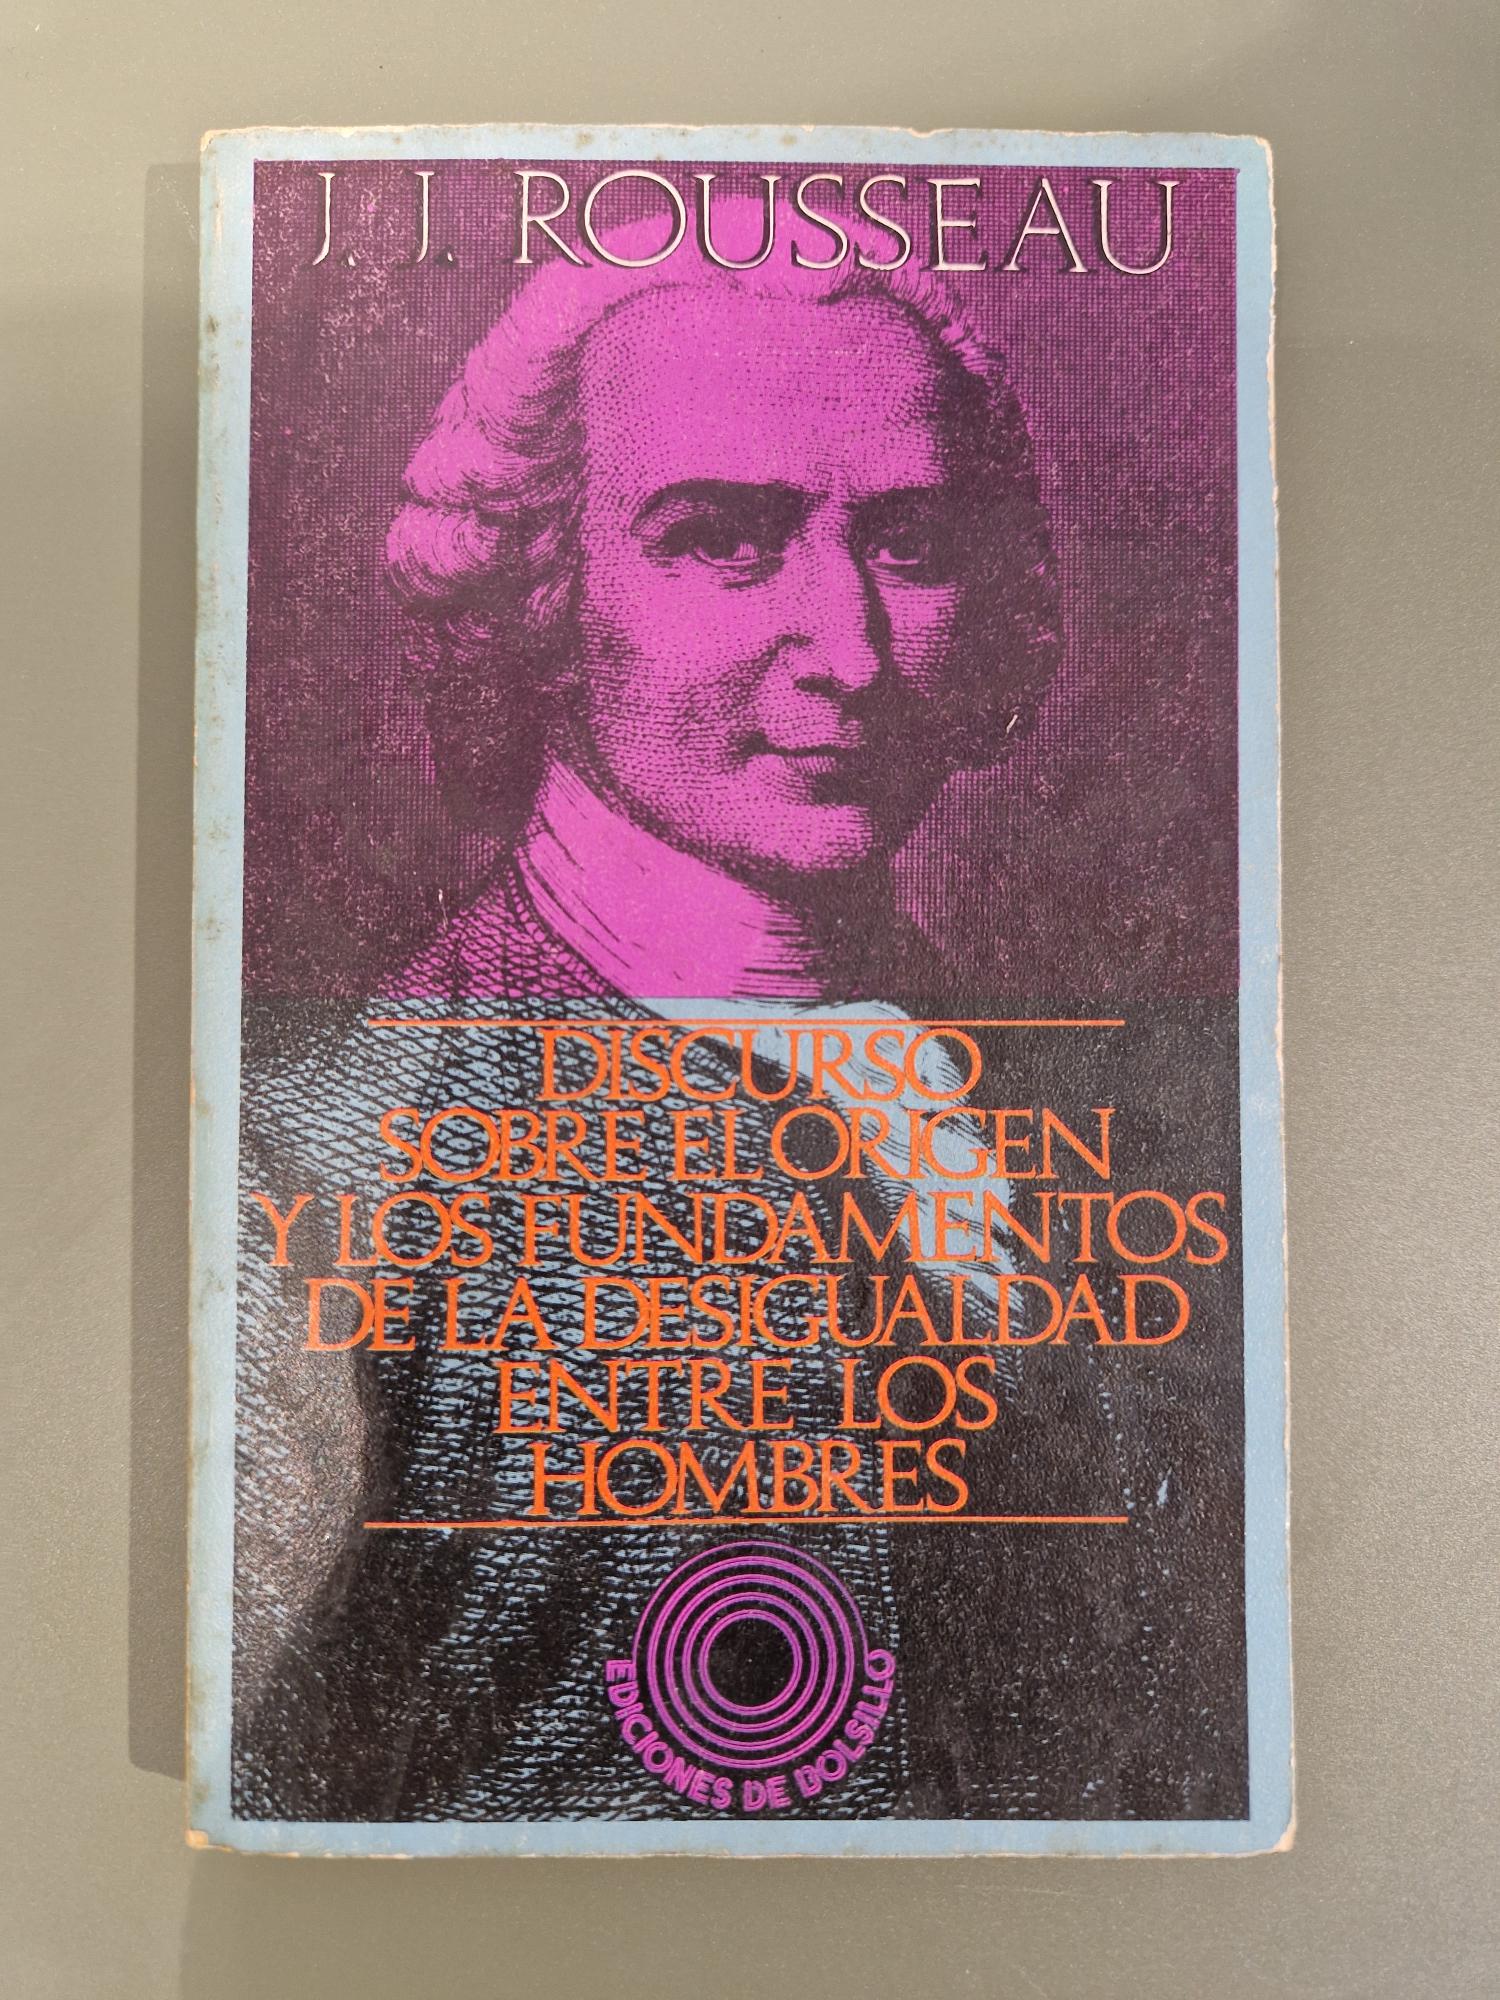 J. J. ROUSSEAU
DISCURSO
SOBRE EL ORIGEN
Y LOS FUNDAMENTOS
DE LA DESIGUALDAD
ENTRE LOS
HOMBRES
EDICIONES DE BOLSILLO